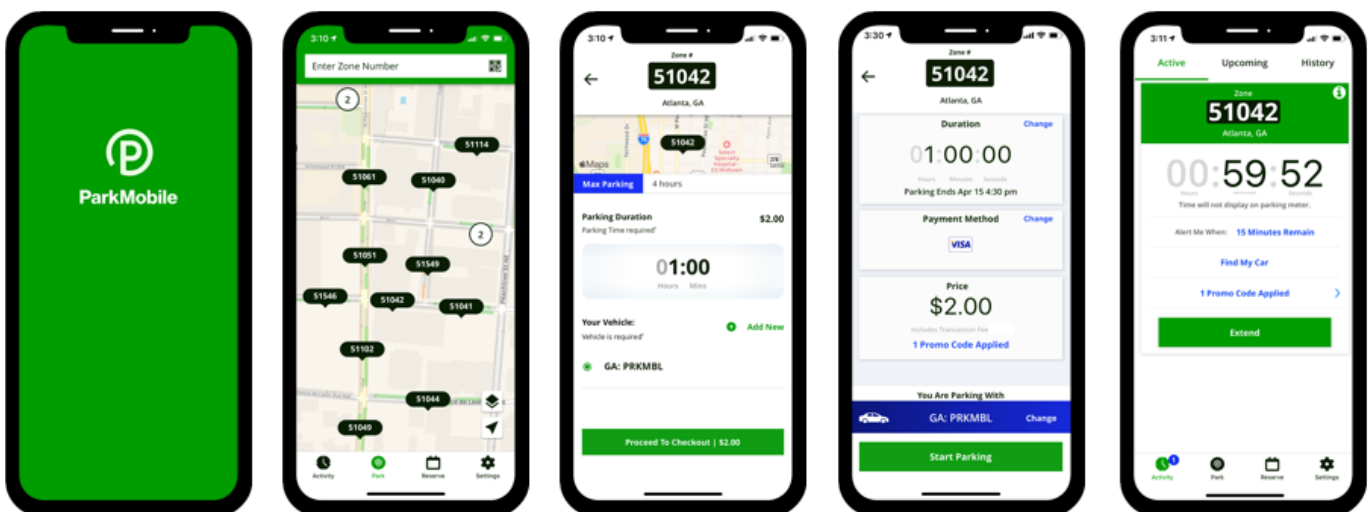 ParkMobile
3:10
Enter Zone Number
2
51114
51061
51040
2
51051
51549
51546
51042
51041
51102
51044
51049
Activity
Park
Reserve
Settings
3:10
Zone #
51042
Atlanta, GA
51042
Select
Specialty
Hospital
Maps
Max Parking
4 hours
Parking Duration
$2.00
Parking Time required*
01:00
Hours Mins
Your Vehicle:
Add New
Vehicle is required*
GA: PRKMBL
Proceed To Checkout | $2.00
3:30
Zone #
51042
Atlanta, GA
Duration
Change
01:00:00
Hours Minutes Seconds
Parking Ends Apr 15 4:30 pm
Payment Method
Change
VISA
Price
$2.00
Includes Transaction Fee
1 Promo Code Applied
You Are Parking With
GA: PRKMBL
Change
Start Parking
3:11
Active
Upcoming
History
Zone
51042
Atlanta, GA
00:59:52
Hours
Seconds
Time will not display on parking meter.
Alert Me When: 15 Minutes Remain
Find My Car
1 Promo Code Applied
Extend
1
Activity
Park
Reserve
Settings